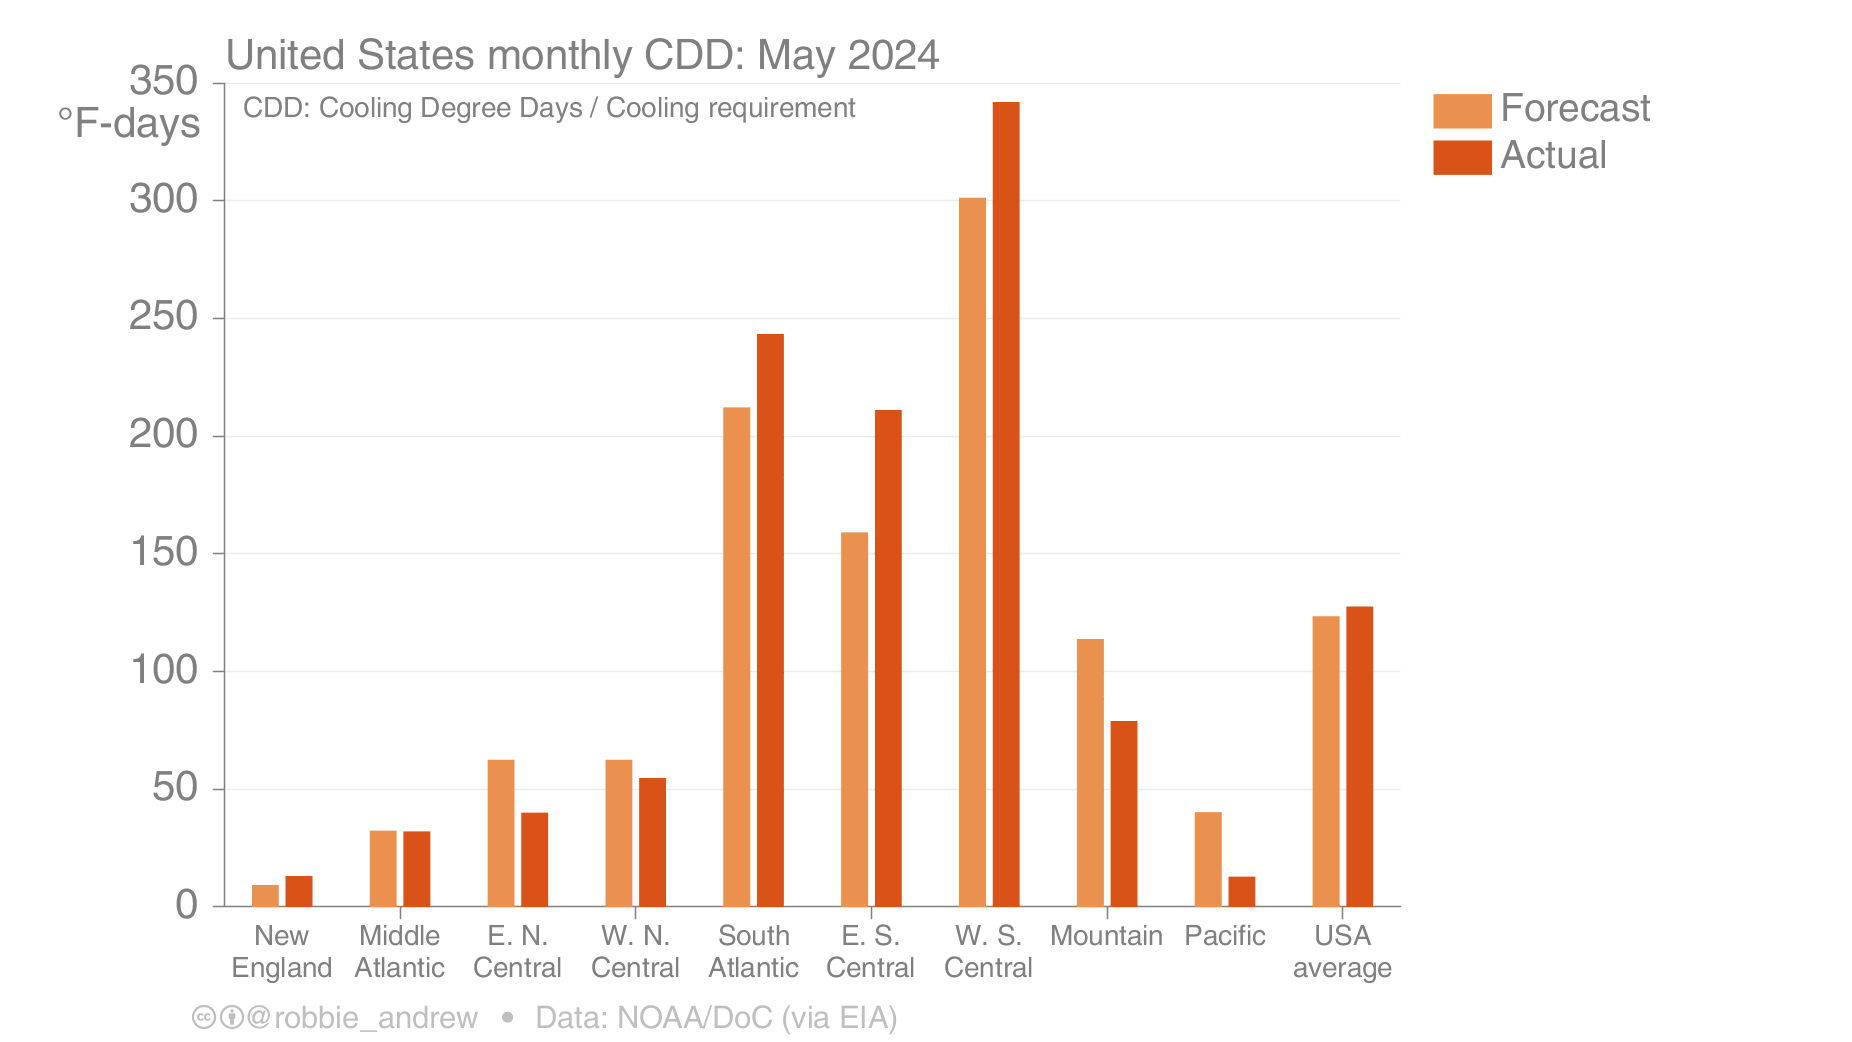 United States monthly CDD: May 2024
CDD: Cooling Degree Days / Cooling requirement
350
°F-days
300
250
200
150
100
50
0
Forecast
Actual
New England
Middle Atlantic
E. N. Central
W. N. Central
South Atlantic
E. S. Central
W. S. Central
Mountain
Pacific
USA average
@robbie_andrew • Data: NOAA/DoC (via EIA)